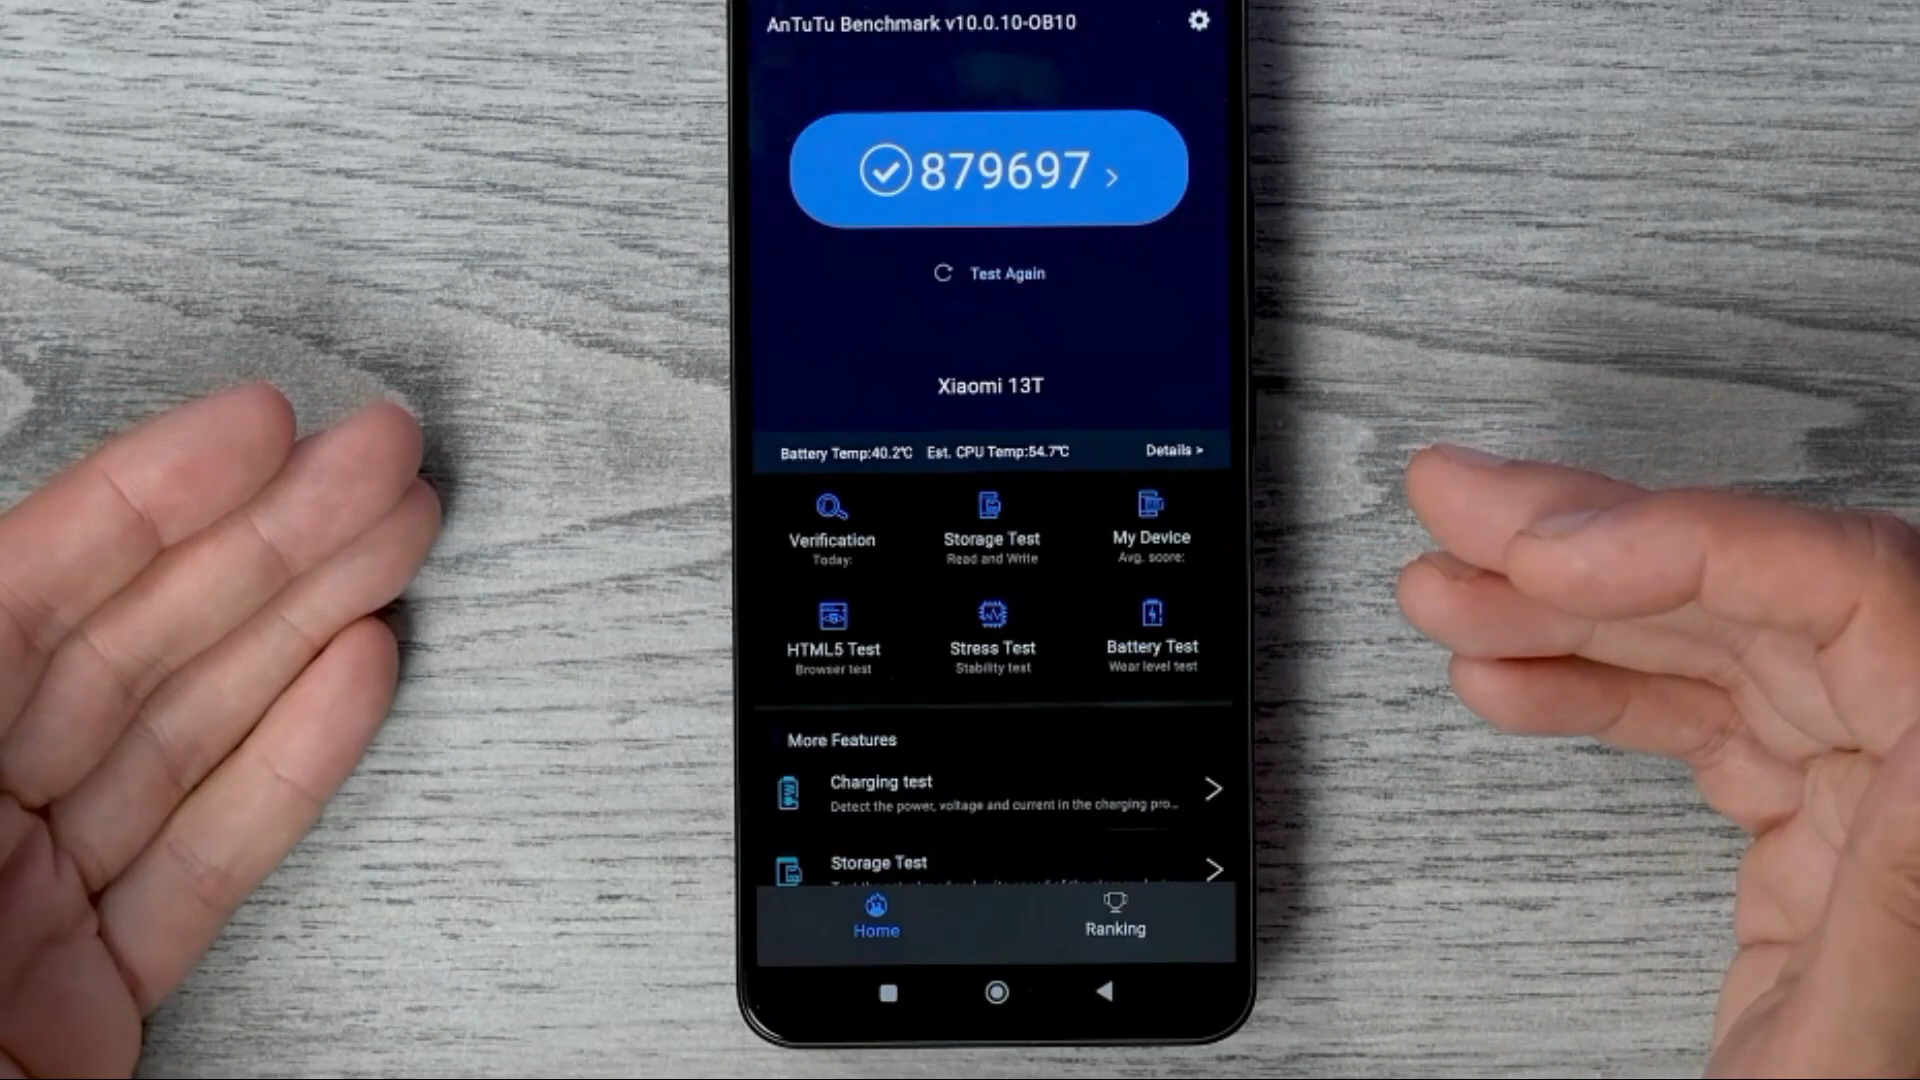 AnTuTu Benchmark v10.0.10-OB10
879697
Test Again
Xiaomi 13T
Battery Temp:40.2℃ Est. CPU Temp:54.7℃ Details >
Verification Storage Test My Device
Today: Read and Write Avg. score:
HTML5 Test Stress Test Battery Test
Browser test Stability test Wear level test
More Features
Charging test
Detect the power, voltage and current in the charging pro...
Storage Test
Home Ranking